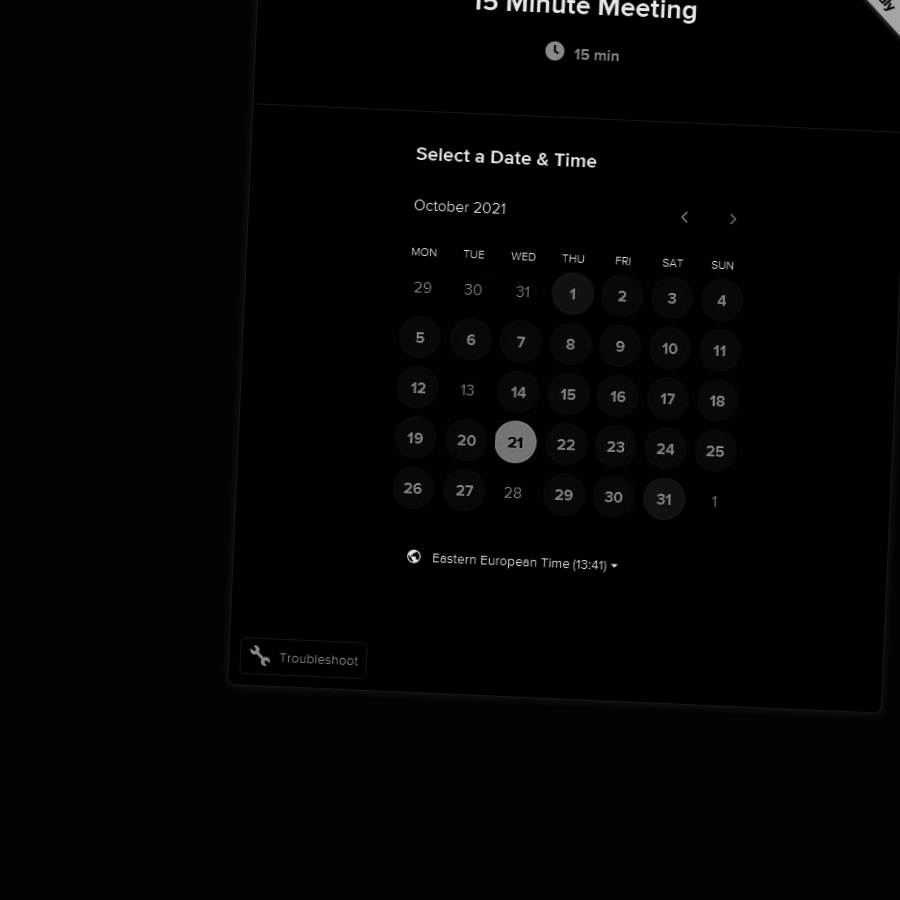 15 Minute Meeting
15 min
Select a Date & Time
October 2021
MON TUE WED THU FRI SAT SUN
29 30 31 1 2 3 4
5 6 7 8 9 10 11
12 13 14 15 16 17 18
19 20 21 22 23 24 25
26 27 28 29 30 31 1
Eastern European Time (13:41)
Troubleshoot